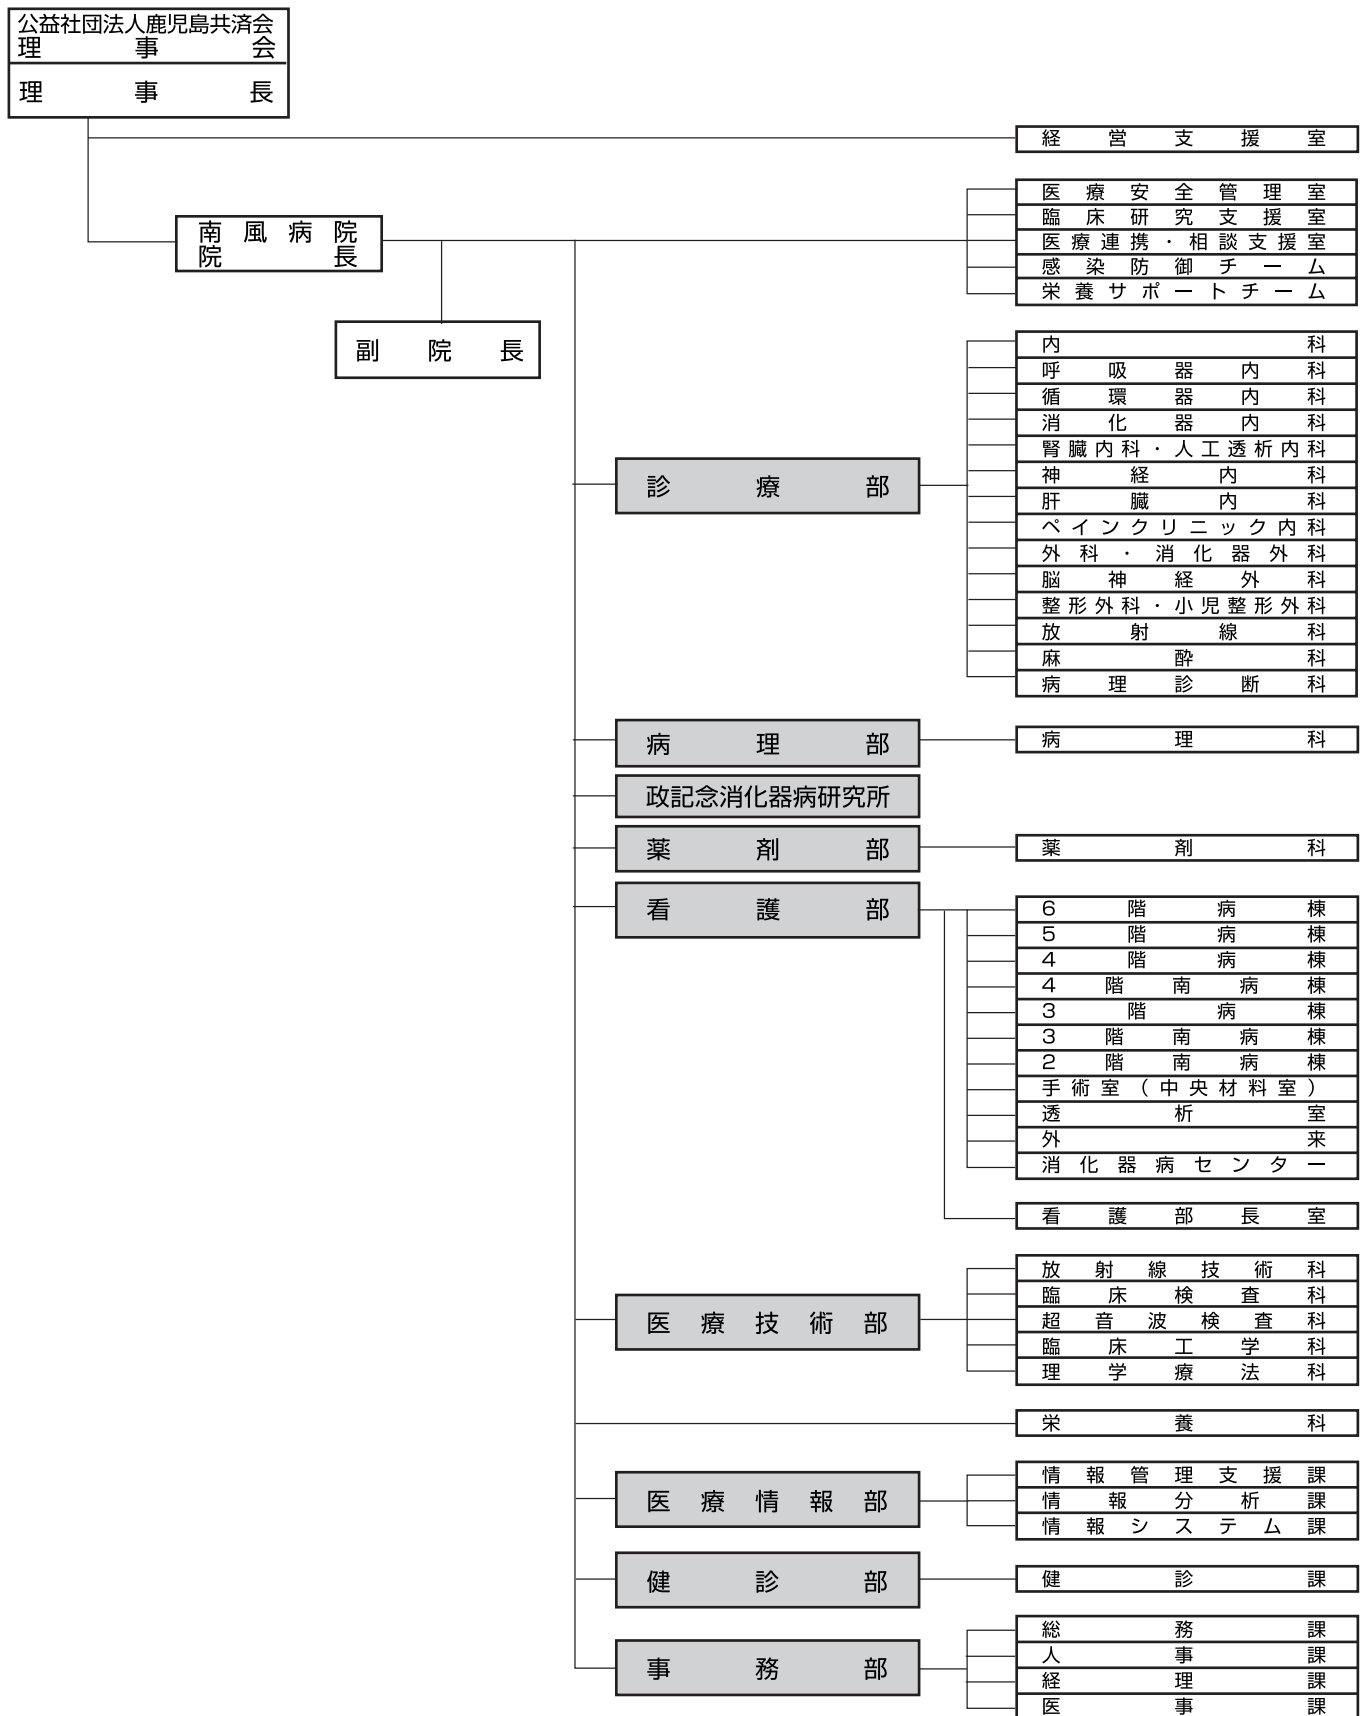 公益社団法人鹿児島共済会
理事会
理事長
経営支援室
南風病院
院長
副院長
医療安全管理室
臨床研究支援室
医療連携・相談支援室
感染防御チーム
栄養サポートチーム
診療部
内科
呼吸器内科
循環器内科
消化器内科
腎臓内科・人工透析内科
神経内科
肝臓内科
ペインクリニック内科
外科・消化器外科
脳神経外科
整形外科・小児整形外科
放射線科
麻酔科
病理診断科
病理部
病理科
政記念消化器病研究所
薬剤部
薬剤科
看護部
6階病棟
5階病棟
4階病棟
4階南病棟
3階病棟
3階南病棟
2階南病棟
手術室(中央材料室)
透析室
外来
消化器病センター
看護部長室
医療技術部
放射線技術科
臨床検査科
超音波検査科
臨床工学科
理学療法科
栄養科
医療情報部
情報管理支援課
情報分析課
情報システム課
健診部
健診課
事務部
総務課
人事課
経理課
医事課